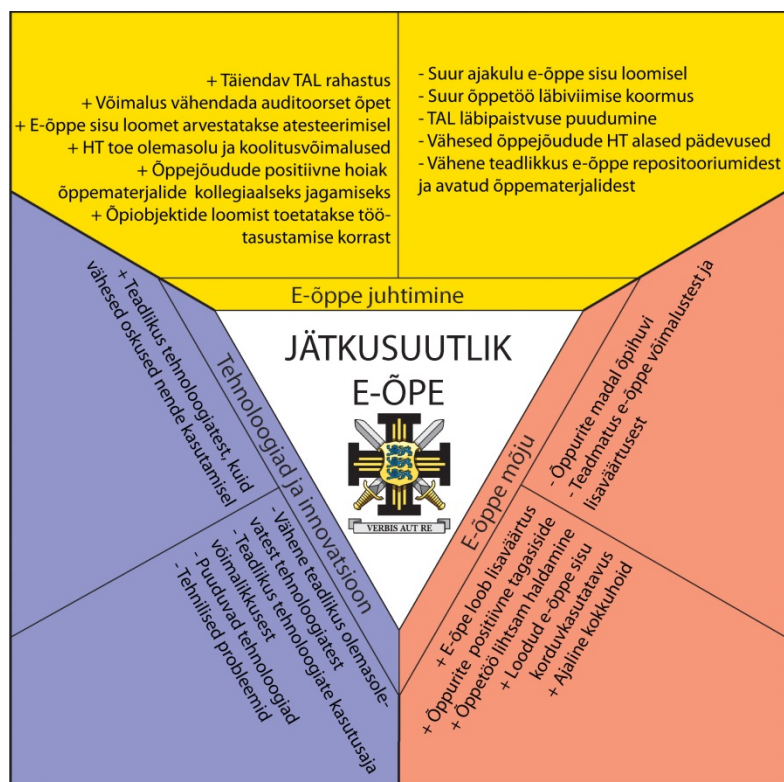 + Täiendav TAL rahastus
+ Võimalus vähendada auditoorset õpet
+ E-õppe sisu loomet arvestatakse atesteerimisel
+ HT toe olemasolu ja koolitusvõimalused
+ Õppejõudude positiivne hoiak
õppematerjalide kollegiaalseks jagamiseks
+ Õpiobjektide loomist toetatakse töö-
tasustamise korrast
- Suur ajakulu e-õppe sisu loomisel
- Suur õppetöö läbiviimise koormus
- TAL läbipaistvuse puudumine
- Vähesed õppejõudude HT alased pädevused
- Vähene teadlikkus e-õppe repositooriumidest
ja avatud õppematerjalidest
E-õppe juhtimine
JÄTKUSUUTLIK
E-ÕPE
VERBIS AUT RE
Tehnoloogiad ja innovatsioon
+ Teadlikus tehnoloogiatest, kuid
vähesed oskused nende kasutamisel
- Vähene teadlikus olemasole-
vatest tehnoloogiatest
- Teadlikus tehnoloogiate kasutusaja
võimalikkusest
- Puuduvad tehnoloogiad
- Tehnilised probleemid
E-õppe mõju
- Õppurite madal õpihuvi
- Teadmatus e-õppe võimalustest ja
lisaväärtusest
+ E-õpe loob lisaväärtus
+ Õppurite positiivne tagasiside
+ Õppetöö lihtsam haldamine
+ Loodud e-õppe sisu
korduvkasutatavus
+ Ajaline kokkuhoid